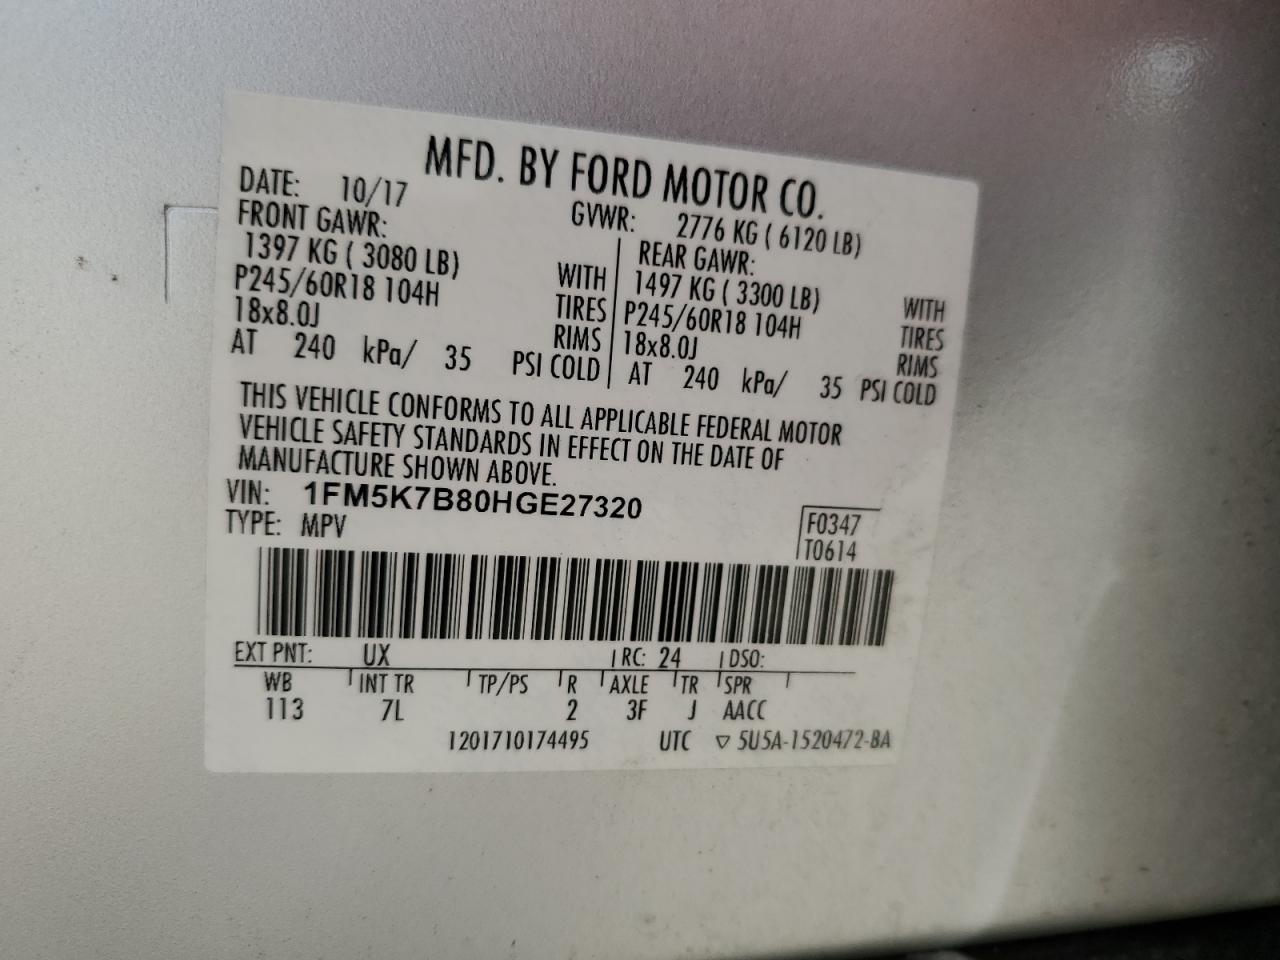 MFD. BY FORD MOTOR CO.
DATE: 10/17
GVWR: 2776 KG ( 6120 LB)
FRONT GAWR:
1397 KG ( 3080 LB) WITH
P245/60R18 104H TIRES
18x8.0J RIMS
AT 240 kPa/ 35 PSI COLD
REAR GAWR:
1497 KG ( 3300 LB) WITH
P245/60R18 104H TIRES
18x8.0J RIMS
AT 240 kPa/ 35 PSI COLD
THIS VEHICLE CONFORMS TO ALL APPLICABLE FEDERAL MOTOR
VEHICLE SAFETY STANDARDS IN EFFECT ON THE DATE OF
MANUFACTURE SHOWN ABOVE.
VIN: 1FM5K7B80HGE27320
TYPE: MPV
F0347
T0614
EXT PNT: UX RC: 24 DSO:
WB INT TR TP/PS R AXLE TR SPR
113 7L 2 3F J AACC
1201710174495 UTC ▽ 5U5A-1520472-BA